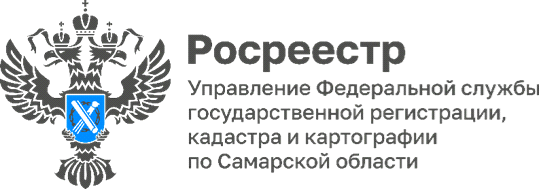 Росреестр
Управление Федеральной службы
государственной регистрации,
кадастра и картографии
по Самарской области